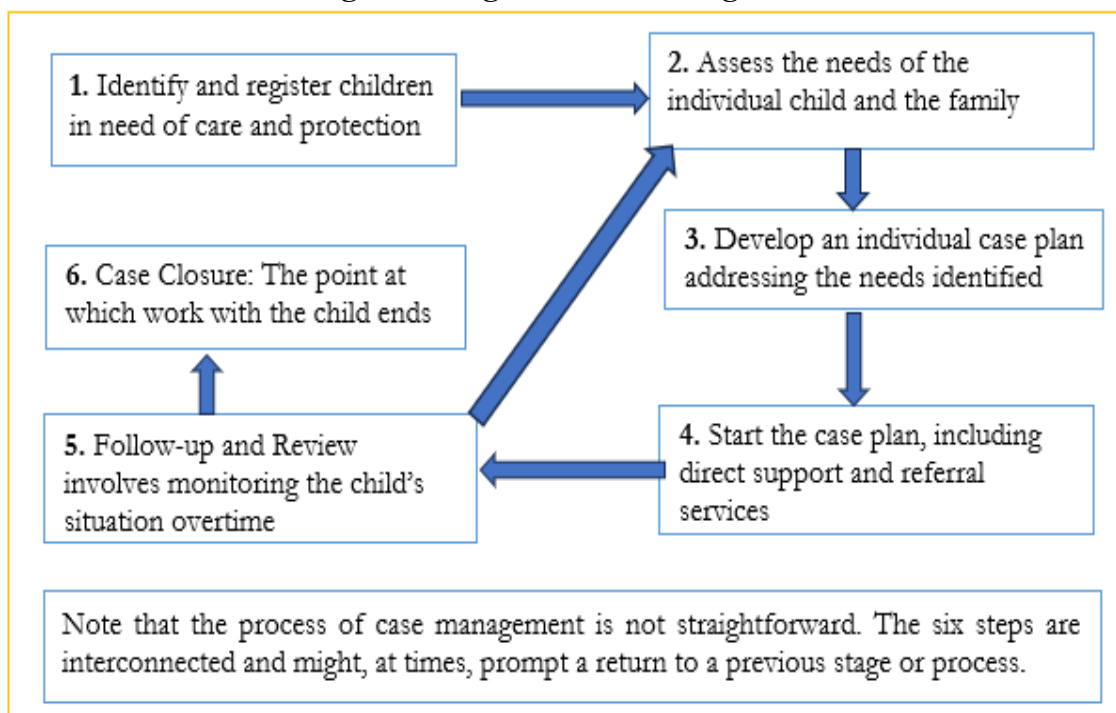 1. Identify and register children
in need of care and protection
2. Assess the needs of the
individual child and the family
3. Develop an individual case plan
addressing the needs identified
4. Start the case plan, including
direct support and referral
services
5. Follow-up and Review
involves monitoring the child's
situation overtime
6. Case Closure: The point at
which work with the child ends
Note that the process of case management is not straightforward. The six steps are
interconnected and might, at times, prompt a return to a previous stage or process.